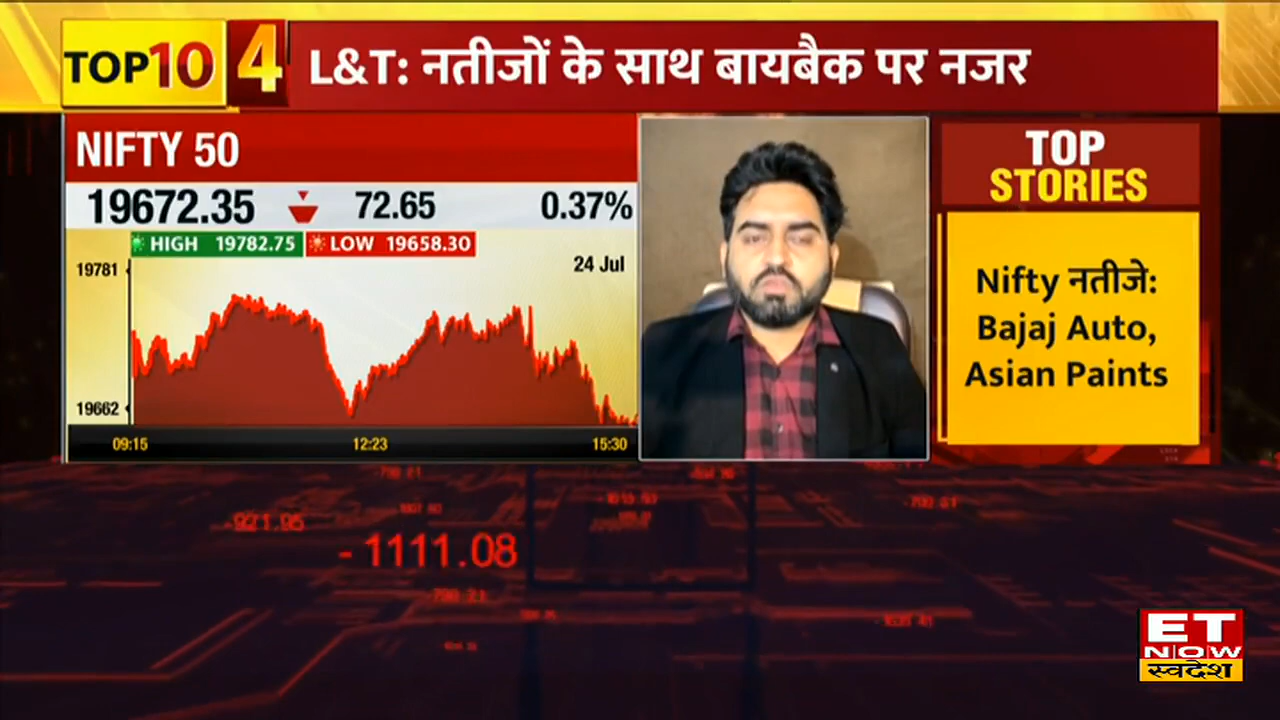 TOP10
4
L&T: नतीजों के साथ बायबैक पर नजर
NIFTY 50
19672.35 72.65 0.37%
HIGH 19782.75 LOW 19658.30
24 Jul
19781
19662
09:15 12:23 15:30
TOP
STORIES
Nifty नतीजे:
Bajaj Auto,
Asian Paints
-921.95
- 1111.08
ET
NOW
स्वदेश